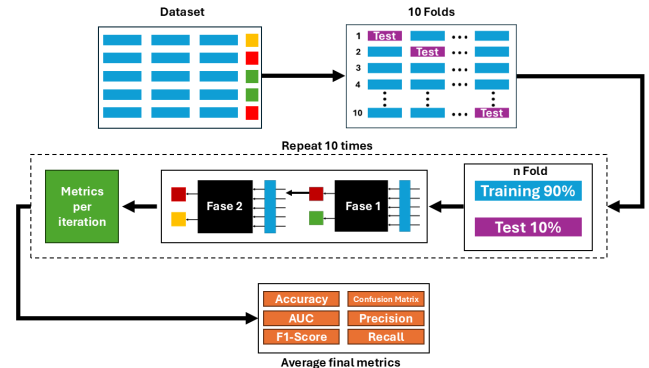 Dataset
10 Folds
1 Test •••
2 Test •••
3 •••
4 •••
10 ••• Test
Repeat 10 times
Metrics
per
iteration
Fase 2
Fase 1
n Fold
Training 90%
Test 10%
Accuracy
Confusion Matrix
AUC
Precision
F1-Score
Recall
Average final metrics